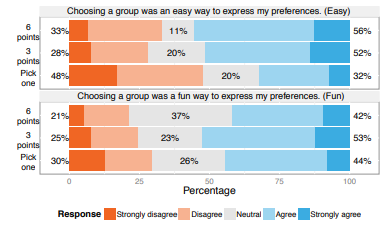 Choosing a group was an easy way to express my preferences. (Easy)
6 points 33% 11% 56%
3 points 28% 20% 52%
Pick one 48% 20% 32%
Choosing a group was a fun way to express my preferences. (Fun)
6 points 21% 37% 42%
3 points 25% 23% 53%
Pick one 30% 26% 44%
0 25 50 75 100
Percentage
Response Strongly disagree Disagree Neutral Agree Strongly agree